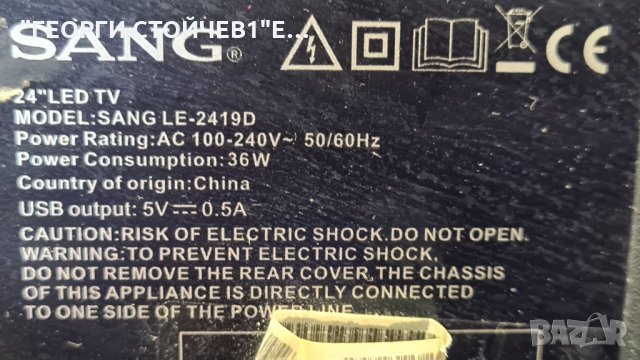 "ГЕОРГИ СТОЙЧЕВ1"Е...
SANG®
CE
24"LED TV
MODEL:SANG LE-2419D
Power Rating:AC 100-240V~ 50/60Hz
Power Consumption:36W
Country of origin:China
USB output: 5V⎓0.5A
CAUTION:RISK OF ELECTRIC SHOCK.DO NOT OPEN.
WARNING:TO PREVENT ELECTRIC SHOCK,
DO NOT REMOVE THE REAR COVER,THE CHASSIS
OF THIS APPLIANCE IS DIRECTLY CONNECTED
TO ONE SIDE OF THE POWER LINE
BAZAR